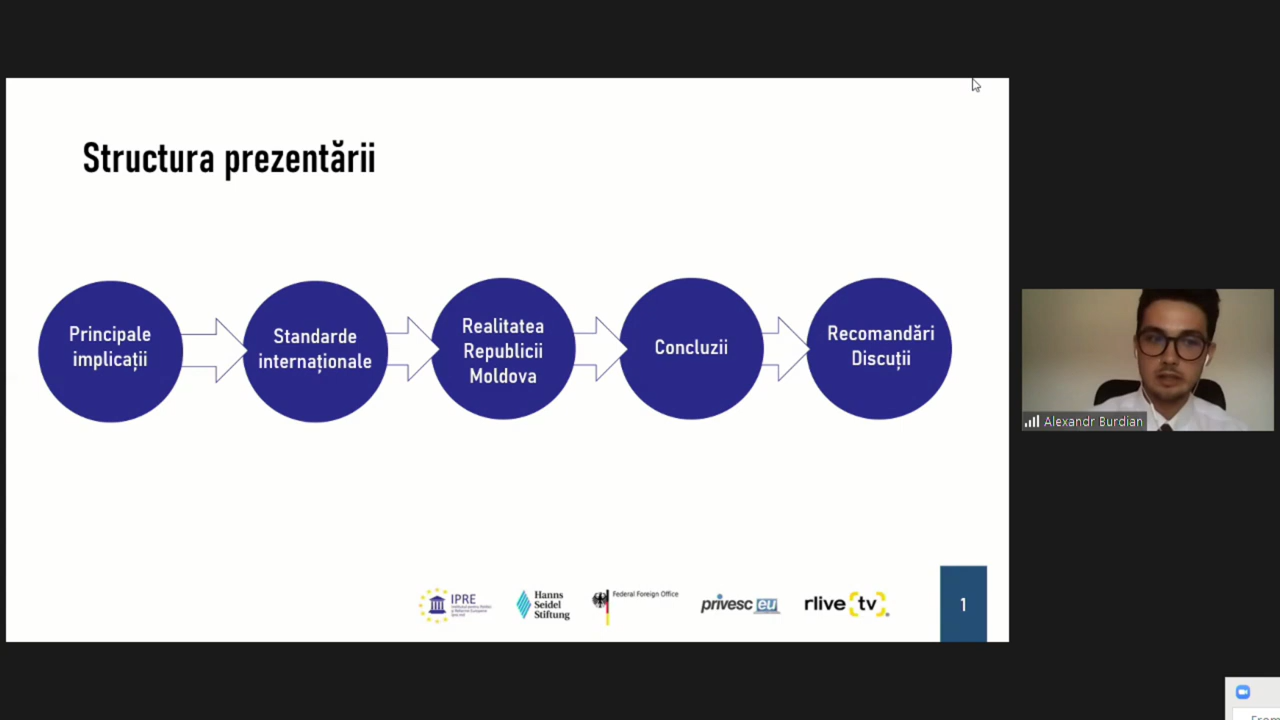 Structura prezentării
Principale
implicații
Standarde
internaționale
Realitatea
Republicii
Moldova
Concluzii
Recomandări
Discuții
Alexandr Burdian
IPRE
Hanns
Seidel
Stiftung
Federal Foreign Office
privesc eu
rlive tv
1